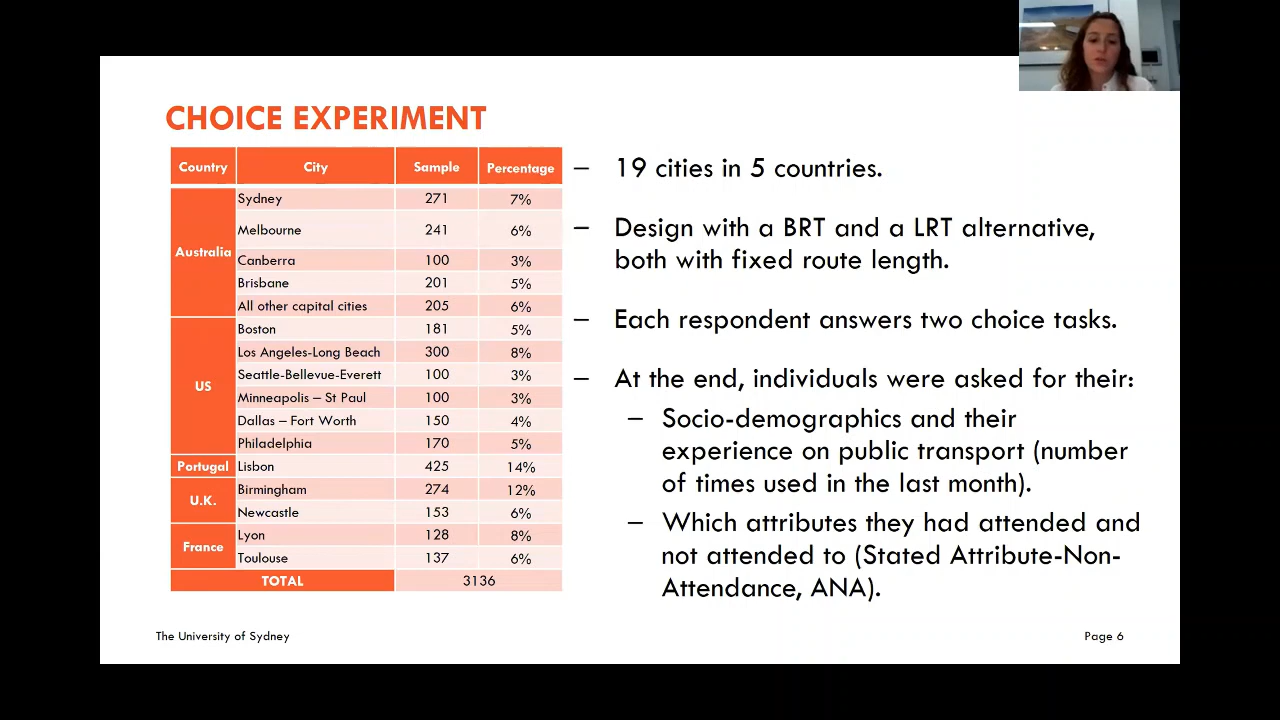 CHOICE EXPERIMENT
Country City Sample Percentage
Australia
Sydney 271 7%
Melbourne 241 6%
Canberra 100 3%
Brisbane 201 5%
All other capital cities 205 6%
US
Boston 181 5%
Los Angeles-Long Beach 300 8%
Seattle-Bellevue-Everett 100 3%
Minneapolis – St Paul 100 3%
Dallas – Fort Worth 150 4%
Philadelphia 170 5%
Portugal Lisbon 425 14%
U.K.
Birmingham 274 12%
Newcastle 153 6%
France
Lyon 128 8%
Toulouse 137 6%
TOTAL 3136
– 19 cities in 5 countries.
– Design with a BRT and a LRT alternative,
both with fixed route length.
– Each respondent answers two choice tasks.
– At the end, individuals were asked for their:
– Socio-demographics and their
experience on public transport (number
of times used in the last month).
– Which attributes they had attended and
not attended to (Stated Attribute-Non-
Attendance, ANA).
The University of Sydney
Page 6